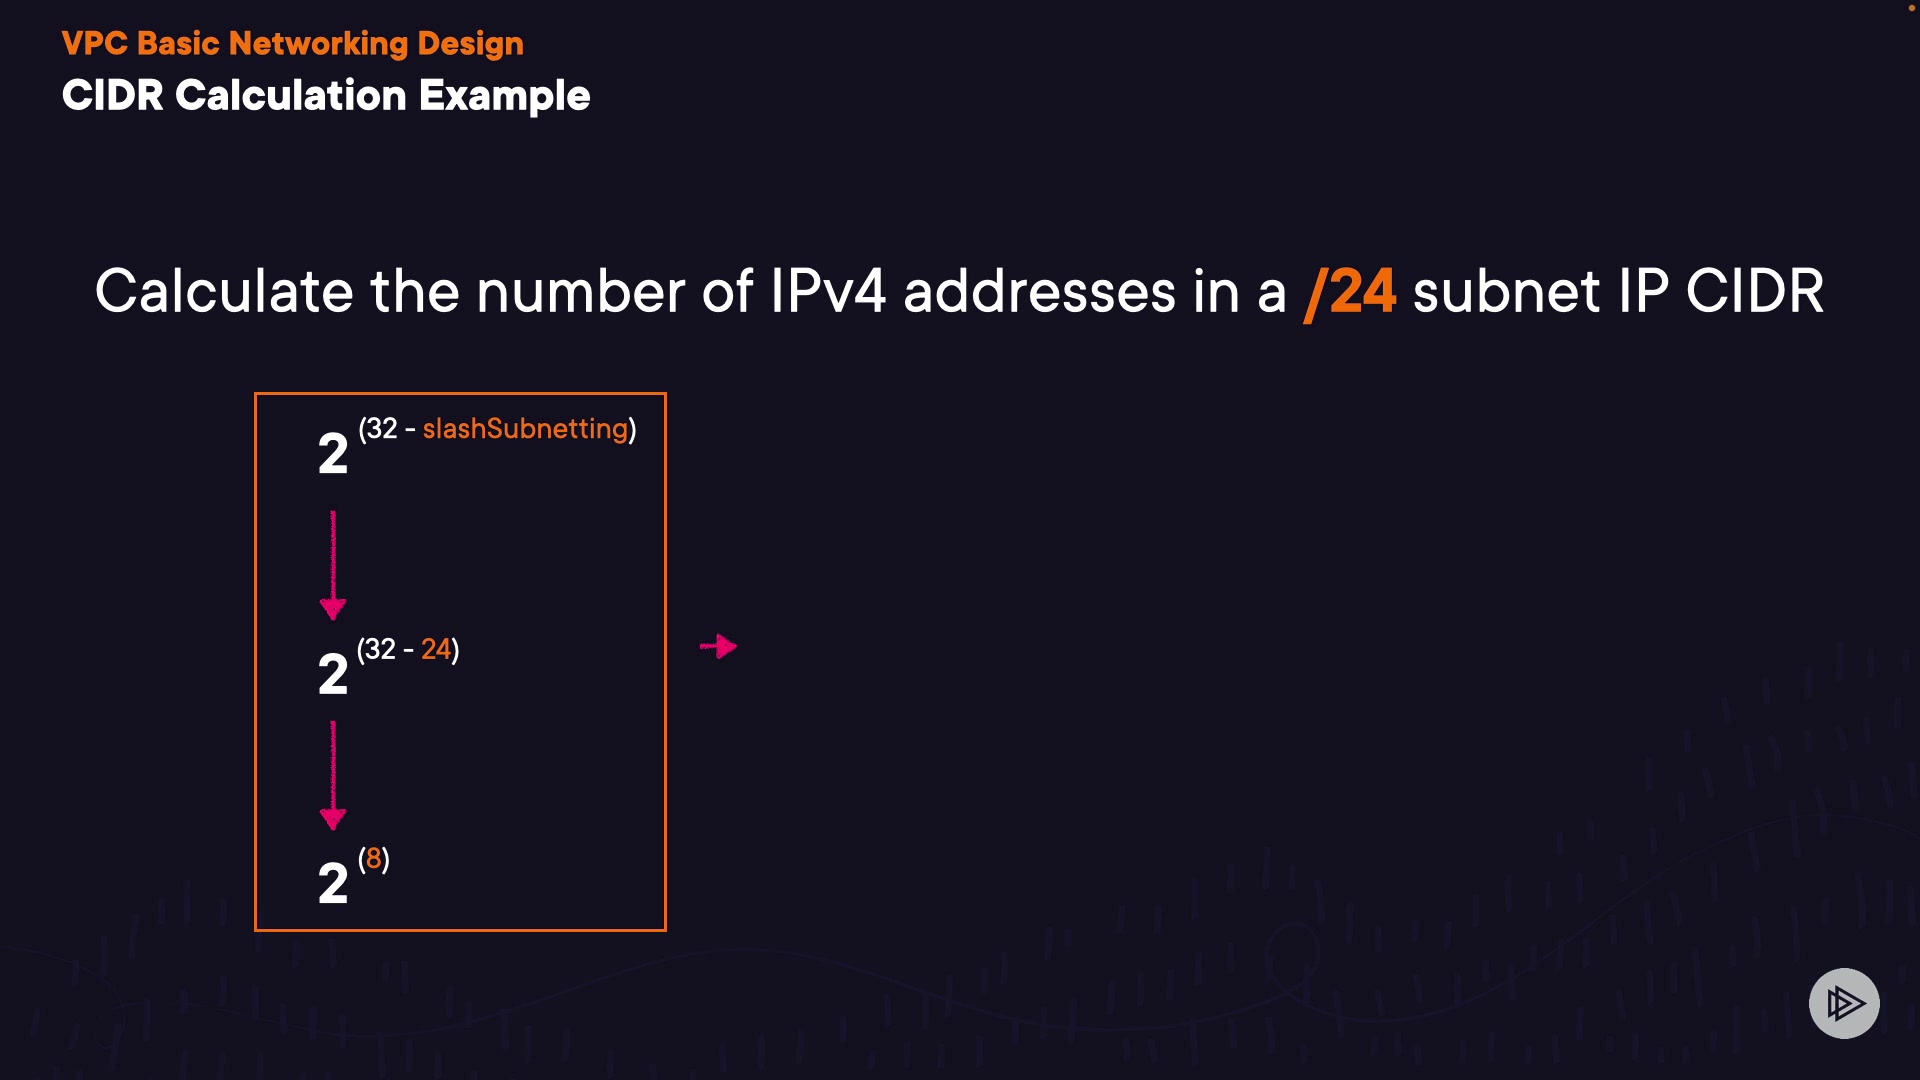 VPC Basic Networking Design
CIDR Calculation Example
Calculate the number of IPv4 addresses in a /24 subnet IP CIDR
2 (32 - slashSubnetting)
2 (32 - 24)
2 (8)